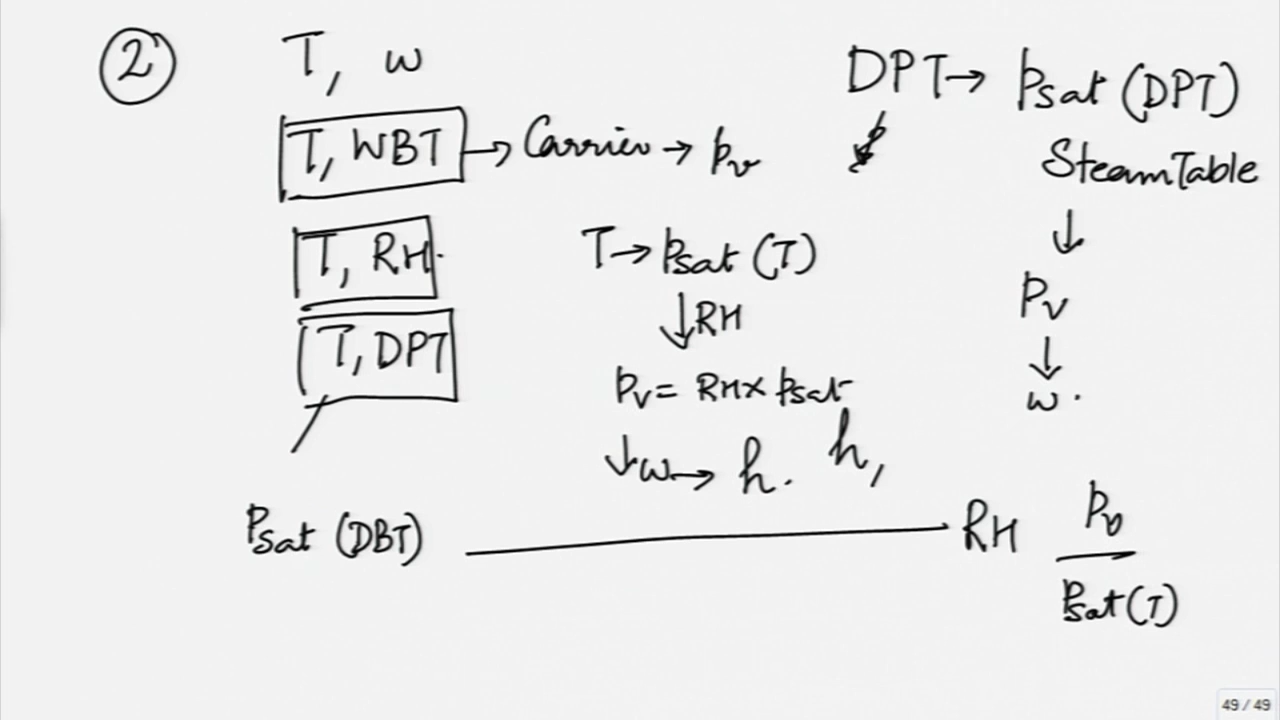 ② T, w
DPT → psat (DPT)
T, WBT → Carrier → pv
Steam Table
T, RH.
T → psat (T)
↓ RH
pv
T, DPT
pv = RH x psat
↓
w.
↓ w → h. h,
Psat (DBT) RH pv
psat (T)
49 / 49